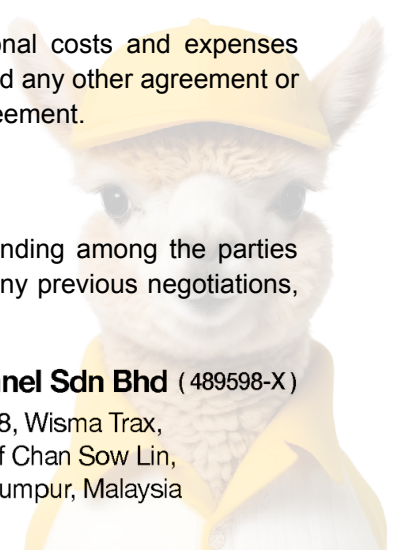 onal costs and expenses
d any other agreement or
eement.
nding among the parties
ny previous negotiations,
nel Sdn Bhd (489598-X)
8, Wisma Trax,
f Chan Sow Lin,
umpur, Malaysia